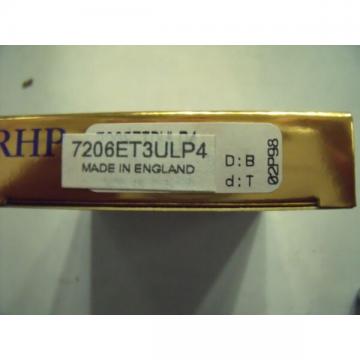 RHP
7206ET3ULP4
MADE IN ENGLAND
D:B
d:T
02P98